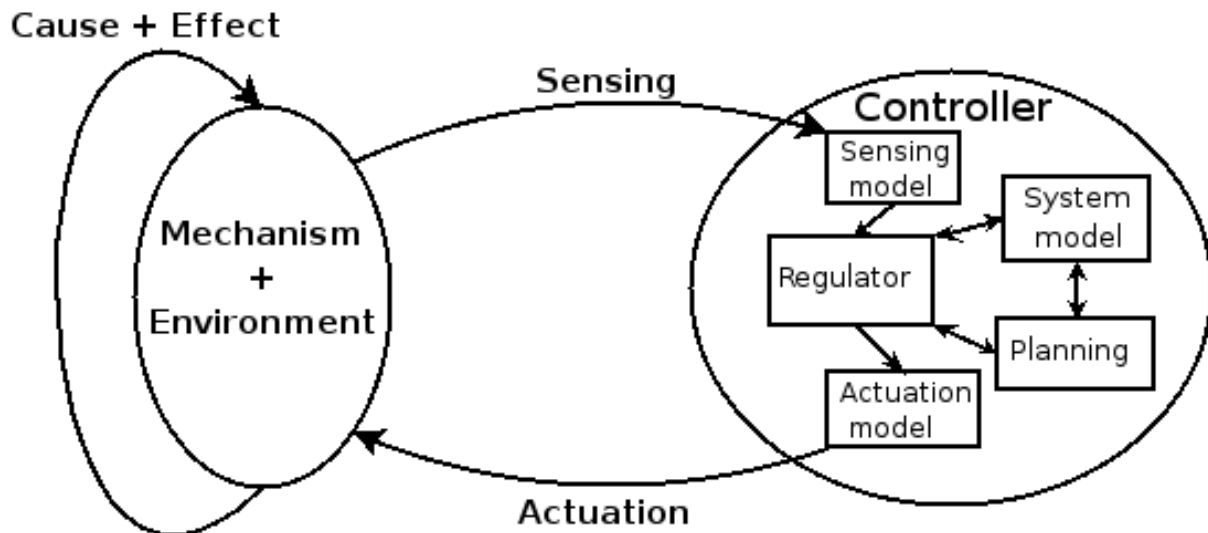 Cause + Effect
Sensing
Controller
Sensing
model
System
model
Mechanism
+
Environment
Regulator
Planning
Actuation
model
Actuation